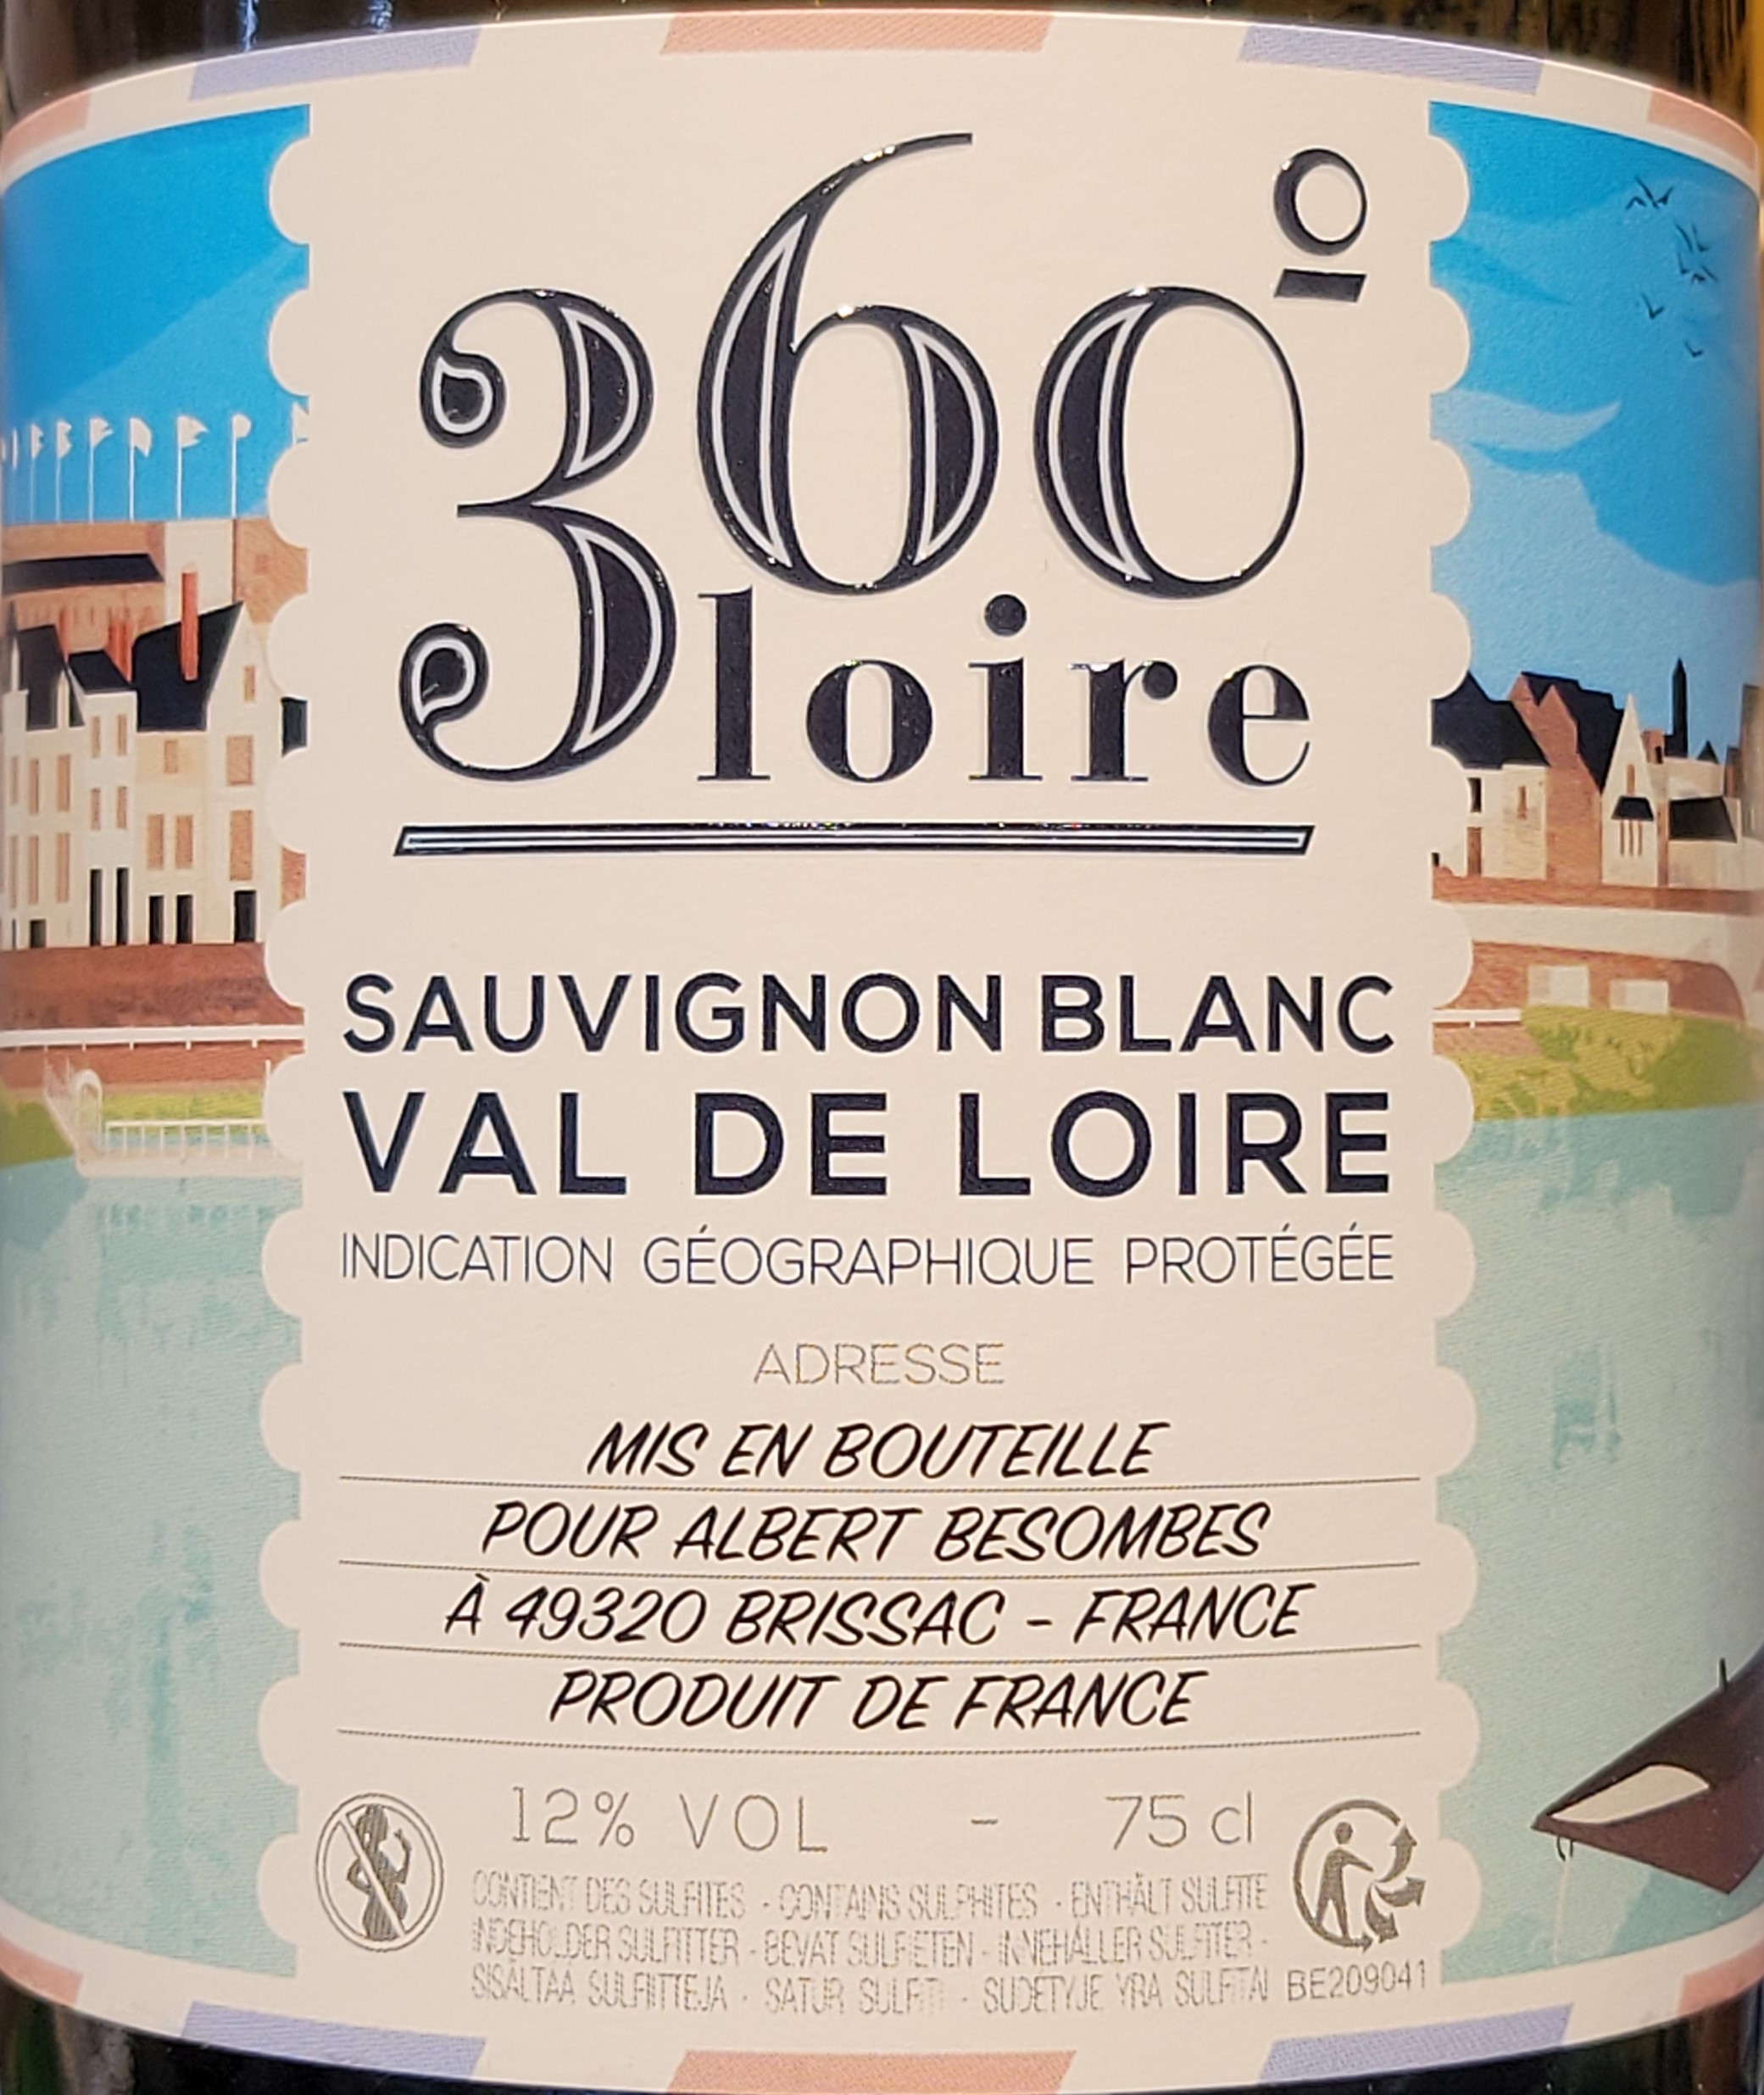 360º
loire
SAUVIGNON BLANC
VAL DE LOIRE
INDICATION GÉOGRAPHIQUE PROTÉGÉE
ADRESSE
MIS EN BOUTEILLE
POUR ALBERT BESOMBES
À 49320 BRISSAC - FRANCE
PRODUIT DE FRANCE
12% VOL - 75 cl
CONTIENT DES SULFITES - CONTAINS SULPHITES - ENTHÄLT SULFITE
INDEHOLDER SULFITTER - BEVAT SULFIETEN - INNEHÅLLER SULFITER -
SISÄLTÄÄ SULFIITTEJA - SATUR SULFĪTI - SUDĖTYJE YRA SULFITAI
BE209041